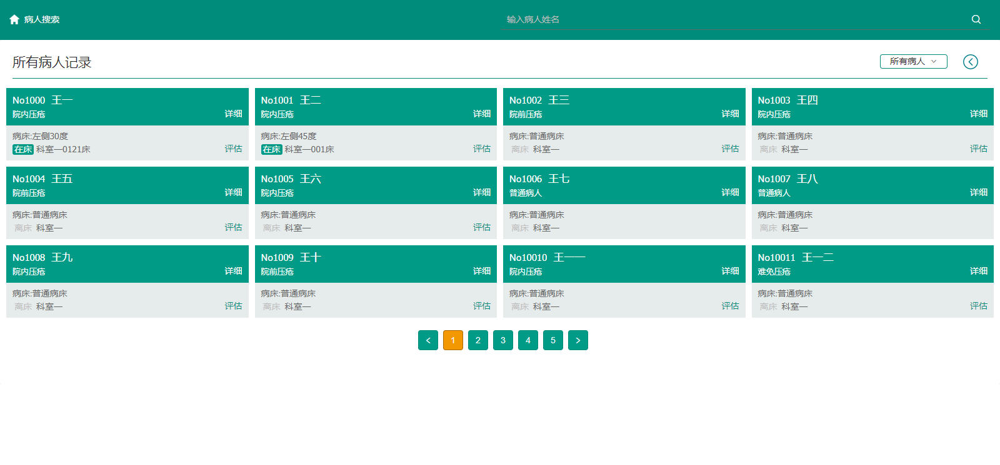 病人搜索
输入病人姓名
所有病人记录
所有病人
No1000 王一
院内压疮
详细
病床:左侧30度
在床 科室一0121床
评估
No1001 王二
院内压疮
详细
病床:左侧45度
在床 科室一001床
评估
No1002 王三
院前压疮
详细
病床:普通病床
离床 科室一
评估
No1003 王四
院内压疮
详细
病床:普通病床
离床 科室一
评估
No1004 王五
院前压疮
详细
病床:普通病床
离床 科室一
评估
No1005 王六
院内压疮
详细
病床:普通病床
离床 科室一
评估
No1006 王七
普通病人
详细
病床:普通病床
离床 科室一
No1007 王八
普通病人
详细
病床:普通病床
离床 科室一
No1008 王九
院内压疮
详细
病床:普通病床
离床 科室一
评估
No1009 王十
院前压疮
详细
病床:普通病床
离床 科室一
评估
No10010 王一一
院内压疮
详细
病床:普通病床
离床 科室一
评估
No10011 王一二
难免压疮
详细
病床:普通病床
离床 科室一
评估
< 1 2 3 4 5 >